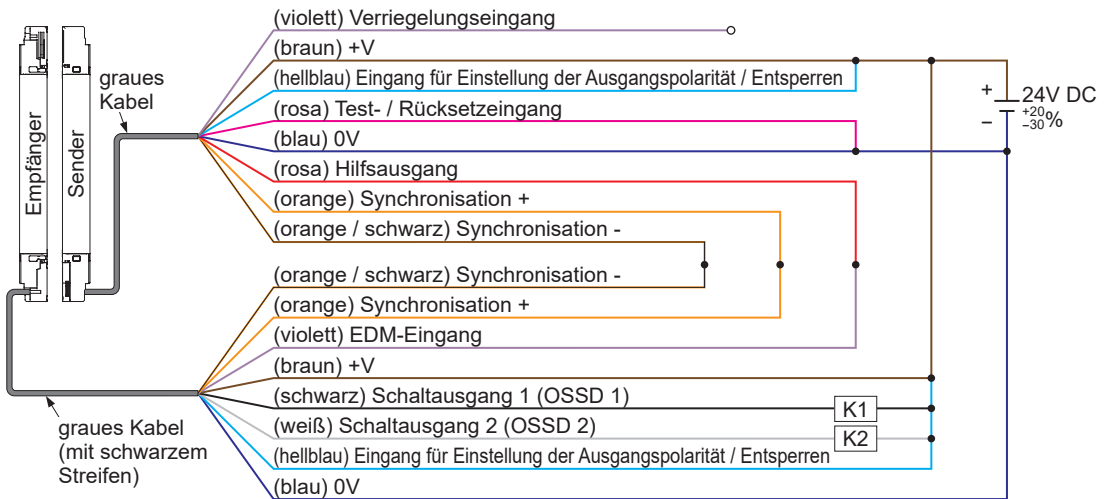 Empfänger
Sender
graues
Kabel
(violett) Verriegelungseingang
(braun) +V
(hellblau) Eingang für Einstellung der Ausgangspolarität / Entsperren
(rosa) Test- / Rücksetzeingang
(blau) 0V
(rosa) Hilfsausgang
(orange) Synchronisation +
(orange / schwarz) Synchronisation -
+
−
24V DC
+20
−30%
(orange / schwarz) Synchronisation -
(orange) Synchronisation +
(violett) EDM-Eingang
(braun) +V
(schwarz) Schaltausgang 1 (OSSD 1)
K1
(weiß) Schaltausgang 2 (OSSD 2)
K2
(hellblau) Eingang für Einstellung der Ausgangspolarität / Entsperren
(blau) 0V
graues Kabel
(mit schwarzem
Streifen)